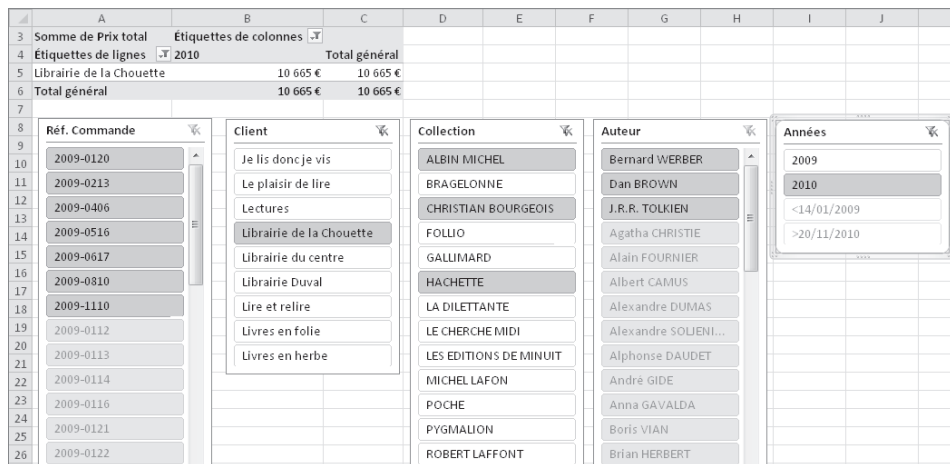 A B C D E F G H I J
3 Somme de Prix total Étiquettes de colonnes
4 Étiquettes de lignes 2010 Total général
5 Librairie de la Chouette 10 665 € 10 665 €
6 Total général 10 665 € 10 665 €
7
8
9
10
11
12
13
14
15
16
17
18
19
20
21
22
23
24
25
26
Réf. Commande
2009-0120
2009-0213
2009-0406
2009-0516
2009-0617
2009-0810
2009-1110
2009-0112
2009-0113
2009-0114
2009-0116
2009-0121
2009-0122
Client
Je lis donc je vis
Le plaisir de lire
Lectures
Librairie de la Chouette
Librairie du centre
Librairie Duval
Lire et relire
Livres en folie
Livres en herbe
Collection
ALBIN MICHEL
BRAGELONNE
CHRISTIAN BOURGEOIS
FOLLIO
GALLIMARD
HACHETTE
LA DILETTANTE
LE CHERCHE MIDI
LES EDITIONS DE MINUIT
MICHEL LAFON
POCHE
PYGMALION
ROBERT LAFFONT
Auteur
Bernard WERBER
Dan BROWN
J.R.R. TOLKIEN
Agatha CHRISTIE
Alain FOURNIER
Albert CAMUS
Alexandre DUMAS
Alexandre SOLJENI...
Alphonse DAUDET
André GIDE
Anna GAVALDA
Boris VIAN
Brian HERBERT
Années
2009
2010
<14/01/2009
>20/11/2010